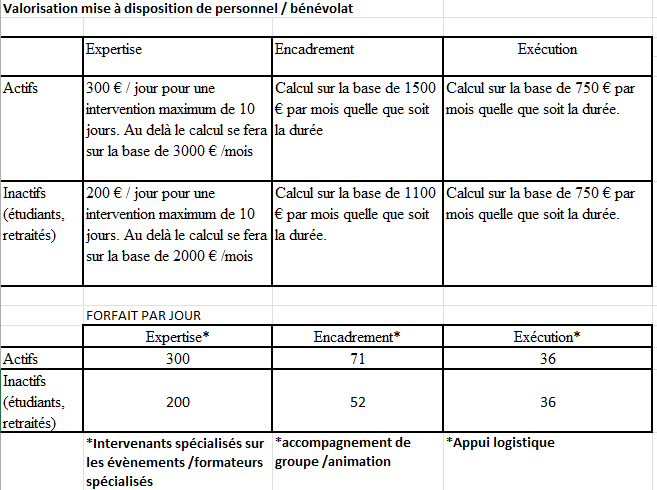 Valorisation mise à disposition de personnel / bénévolat
Expertise
Encadrement
Exécution
Actifs
300 € / jour pour une
intervention maximum de 10
jours. Au delà le calcul se fera
sur la base de 3000 € /mois
Calcul sur la base de 1500
€ par mois quelle que soit
la durée
Calcul sur la base de 750 € par
mois quelle que soit la durée.
Inactifs
(étudiants,
retraités)
200 € / jour pour une
intervention maximum de 10
jours. Au delà le calcul se fera
sur la base de 2000 € /mois
Calcul sur la base de 1100
€ par mois quelle que soit
la durée.
Calcul sur la base de 750 € par
mois quelle que soit la durée.
FORFAIT PAR JOUR
Expertise*
Encadrement*
Exécution*
Actifs
300
71
36
Inactifs
(étudiants,
retraités)
200
52
36
*Intervenants spécialisés sur
les évènements /formateurs
spécialisés
*accompagnement de
groupe /animation
*Appui logistique